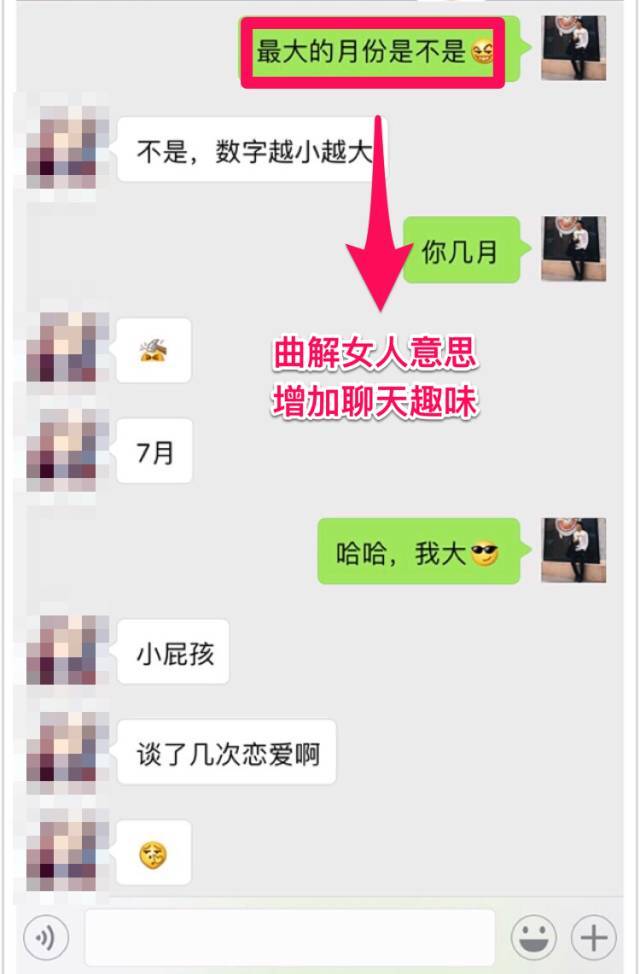 最大的月份是不是
不是，数字越小越大
你几月
曲解女人意思
增加聊天趣味
7月
哈哈，我大
小屁孩
谈了几次恋爱啊